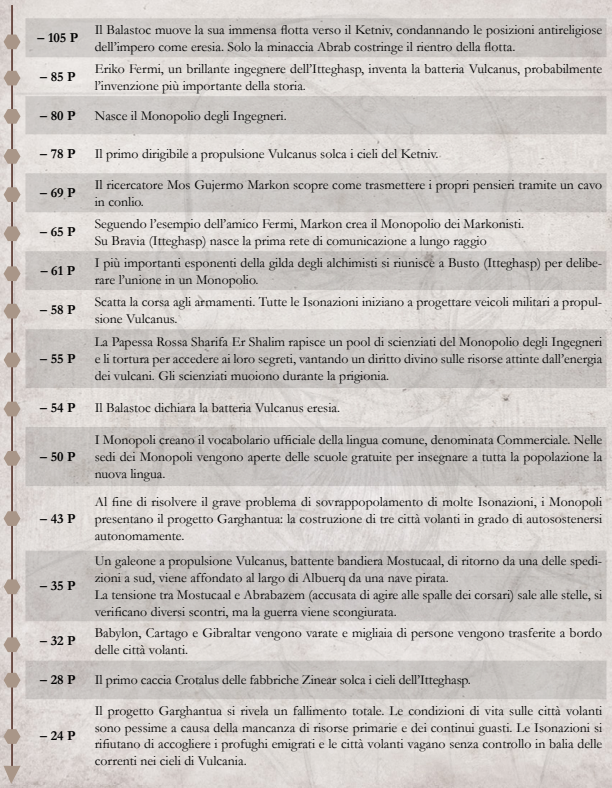 – 105 P Il Balastoc muove la sua immensa flotta verso il Ketniv, condannando le posizioni antireligiose
dell'impero come eresia. Solo la minaccia Abrab costringe il rientro della flotta.
– 85 P Eriko Fermi, un brillante ingegnere dell'Itteghasp, inventa la batteria Vulcanus, probabilmente
l'invenzione più importante della storia.
– 80 P Nasce il Monopolio degli Ingegneri.
– 78 P Il primo dirigibile a propulsione Vulcanus solca i cieli del Ketniv.
– 69 P Il ricercatore Mos Gujermo Markon scopre come trasmettere i propri pensieri tramite un cavo
in conlio.
– 65 P Seguendo l'esempio dell'amico Fermi, Markon crea il Monopolio dei Markonisti.
Su Bravia (Itteghasp) nasce la prima rete di comunicazione a lungo raggio
– 61 P I più importanti esponenti della gilda degli alchimisti si riunisce a Busto (Itteghasp) per delibe-
rare l'unione in un Monopolio.
– 58 P Scatta la corsa agli armamenti. Tutte le Isonazioni iniziano a progettare veicoli militari a propul-
sione Vulcanus.
– 55 P La Papessa Rossa Sharifa Er Shalim rapisce un pool di scienziati del Monopolio degli Ingegneri
e li tortura per accedere ai loro segreti, vantando un diritto divino sulle risorse attinte dall'energia
dei vulcani. Gli scienziati muoiono durante la prigionia.
– 54 P Il Balastoc dichiara la batteria Vulcanus eresia.
– 50 P I Monopoli creano il vocabolario ufficiale della lingua comune, denominata Commerciale. Nelle
sedi dei Monopoli vengono aperte delle scuole gratuite per insegnare a tutta la popolazione la
nuova lingua.
– 43 P Al fine di risolvere il grave problema di sovrappopolamento di molte Isonazioni, i Monopoli
presentano il progetto Garghantua: la costruzione di tre città volanti in grado di autosostenersi
autonomamente.
– 35 P Un galeone a propulsione Vulcanus, battente bandiera Mostucaal, di ritorno da una delle spedi-
zioni a sud, viene affondato al largo di Albuerq da una nave pirata.
La tensione tra Mostucaal e Abrabazem (accusata di agire alle spalle dei corsari) sale alle stelle, si
verificano diversi scontri, ma la guerra viene scongiurata.
– 32 P Babylon, Cartago e Gibraltar vengono varate e migliaia di persone vengono trasferite a bordo
delle città volanti.
– 28 P Il primo caccia Crotalus delle fabbriche Zinear solca i cieli dell'Itteghasp.
– 24 P Il progetto Garghantua si rivela un fallimento totale. Le condizioni di vita sulle città volanti
sono pessime a causa della mancanza di risorse primarie e dei continui guasti. Le Isonazioni si
rifiutano di accogliere i profughi emigrati e le città volanti vagano senza controllo in balia delle
correnti nei cieli di Vulcania.